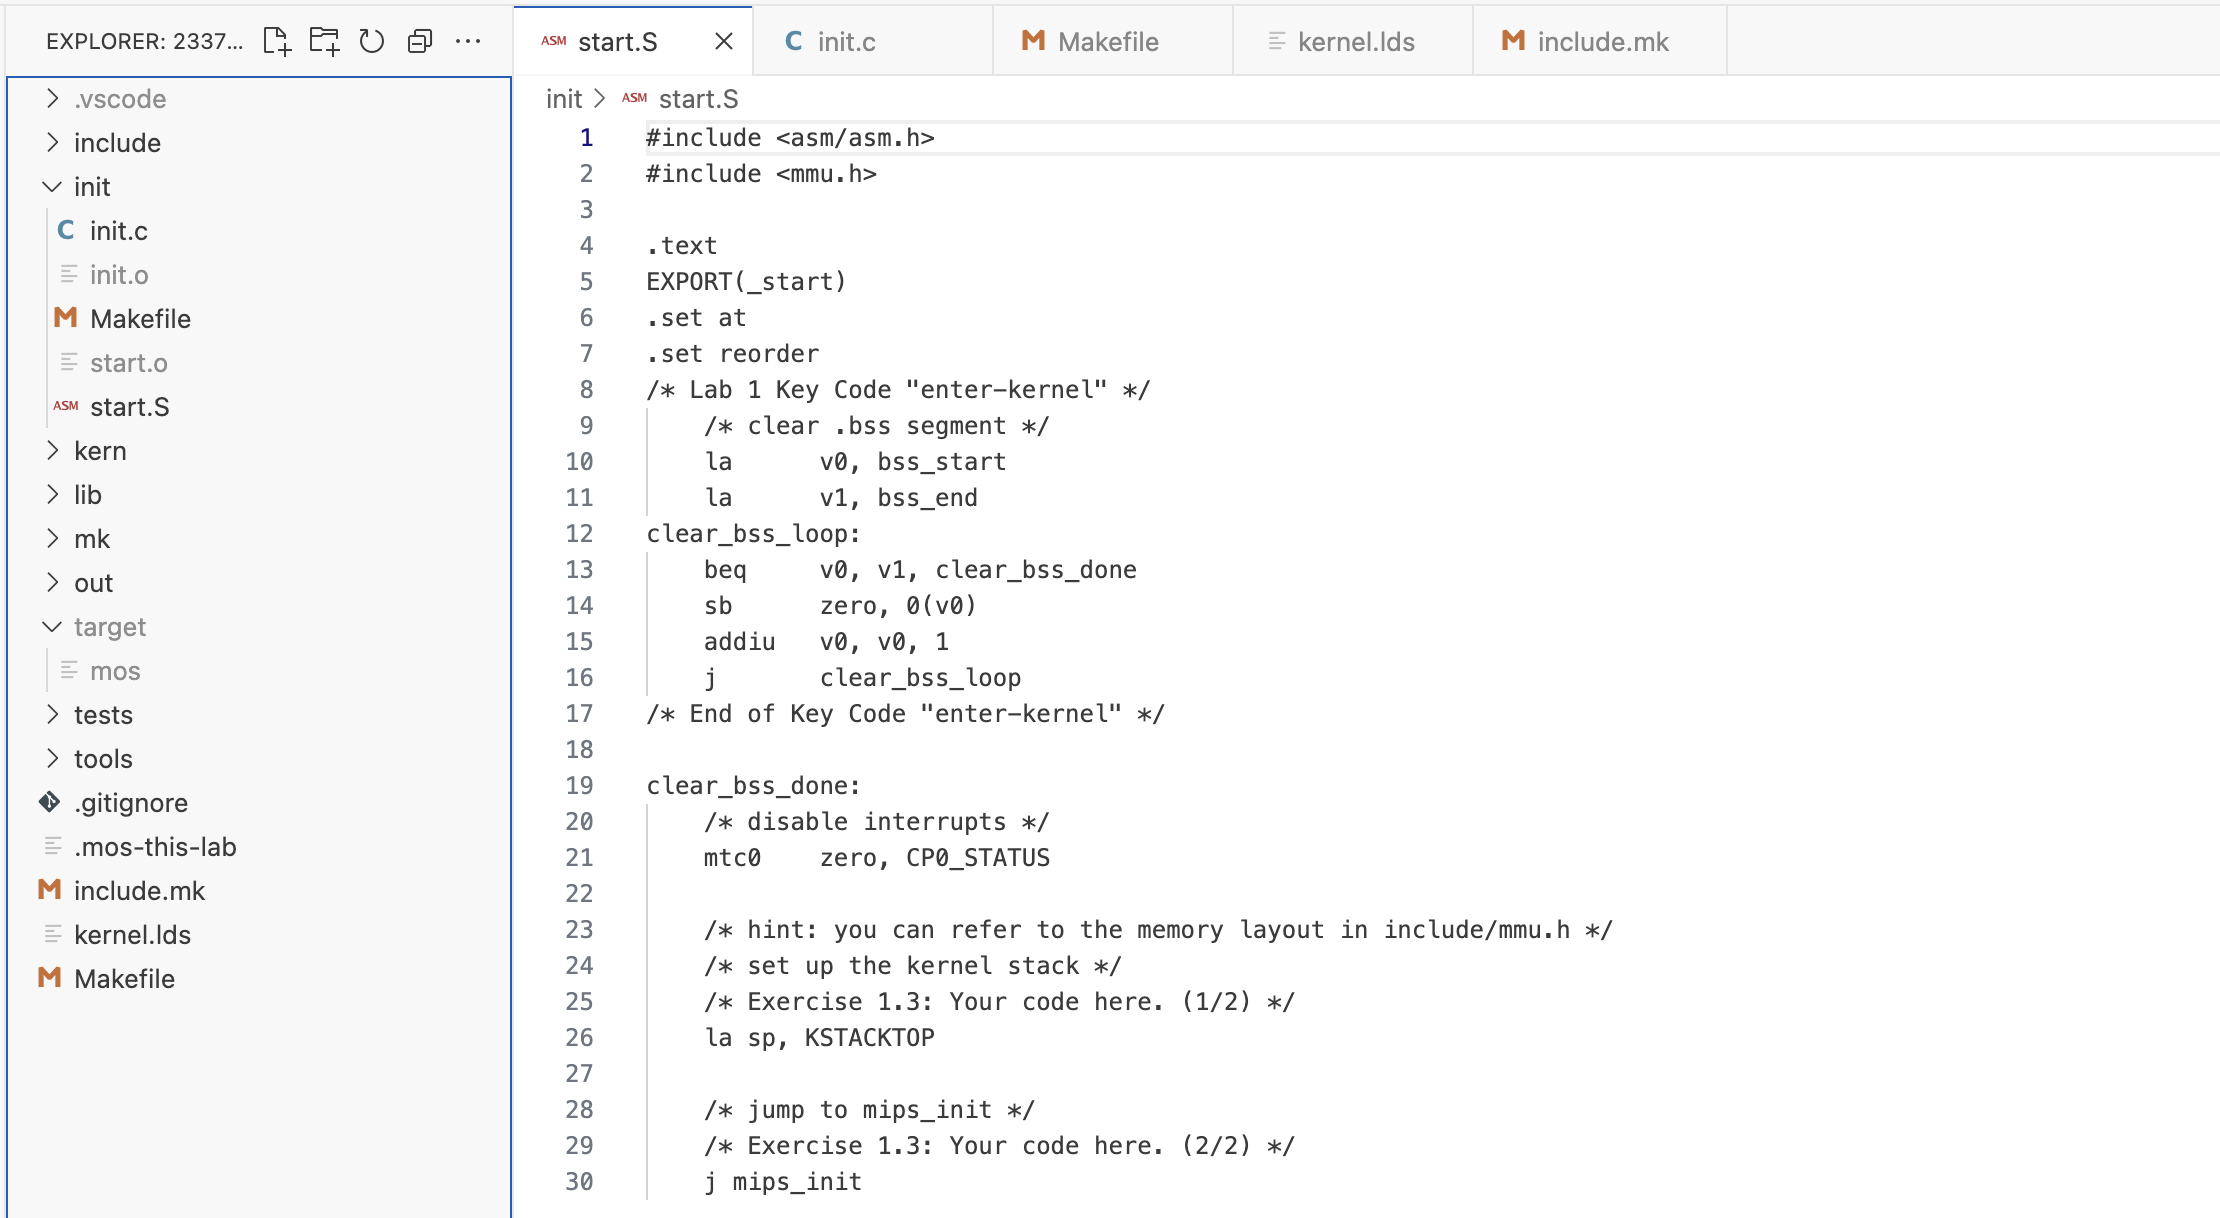 EXPLORER: 2337...
.vscode
include
init
init.c
init.o
Makefile
start.o
ASM start.S
kern
lib
mk
out
target
mos
tests
tools
.gitignore
.mos-this-lab
include.mk
kernel.lds
Makefile
ASM start.S
C init.c
M Makefile
kernel.lds
M include.mk
init > ASM start.S
1 #include <asm/asm.h>
2 #include <mmu.h>
3
4 .text
5 EXPORT(_start)
6 .set at
7 .set reorder
8 /* Lab 1 Key Code "enter-kernel" */
9 /* clear .bss segment */
10 la v0, bss_start
11 la v1, bss_end
12 clear_bss_loop:
13 beq v0, v1, clear_bss_done
14 sb zero, 0(v0)
15 addiu v0, v0, 1
16 j clear_bss_loop
17 /* End of Key Code "enter-kernel" */
18
19 clear_bss_done:
20 /* disable interrupts */
21 mtc0 zero, CP0_STATUS
22
23 /* hint: you can refer to the memory layout in include/mmu.h */
24 /* set up the kernel stack */
25 /* Exercise 1.3: Your code here. (1/2) */
26 la sp, KSTACKTOP
27
28 /* jump to mips_init */
29 /* Exercise 1.3: Your code here. (2/2) */
30 j mips_init